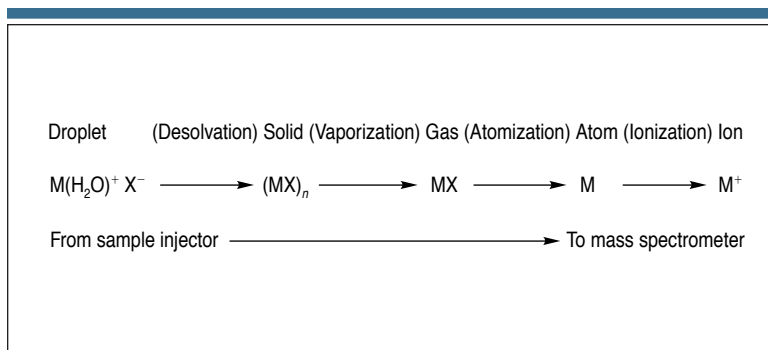 Droplet (Desolvation) Solid (Vaporization) Gas (Atomization) Atom (Ionization) Ion
M(H₂O)⁺ X⁻ → (MX)ₙ → MX → M → M⁺
From sample injector → To mass spectrometer